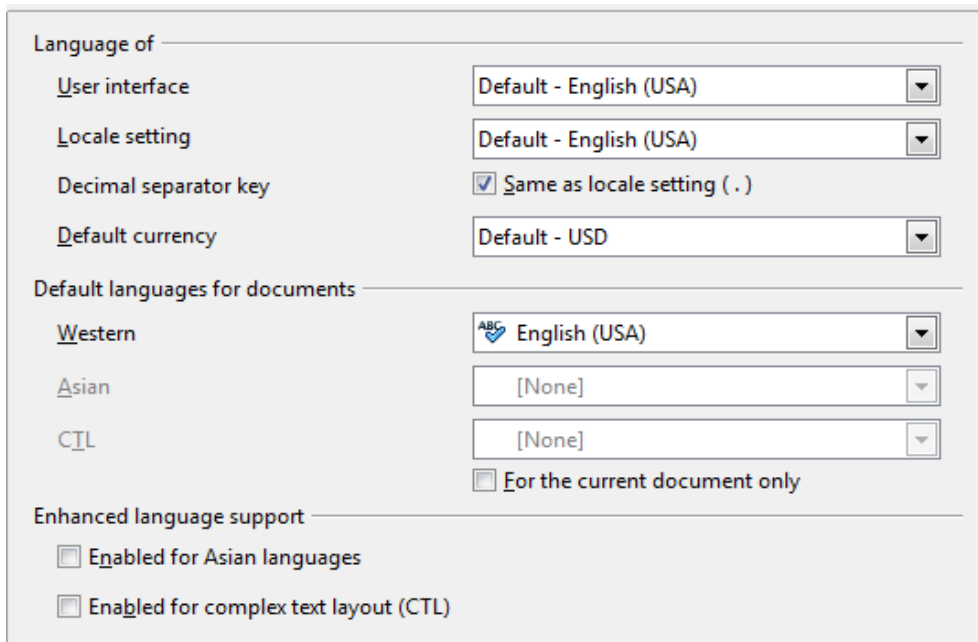 Language of
User interface Default - English (USA)
Locale setting Default - English (USA)
Decimal separator key Same as locale setting ( . )
Default currency Default - USD
Default languages for documents
Western ABC English (USA)
Asian [None]
CTL [None]
For the current document only
Enhanced language support
Enabled for Asian languages
Enabled for complex text layout (CTL)